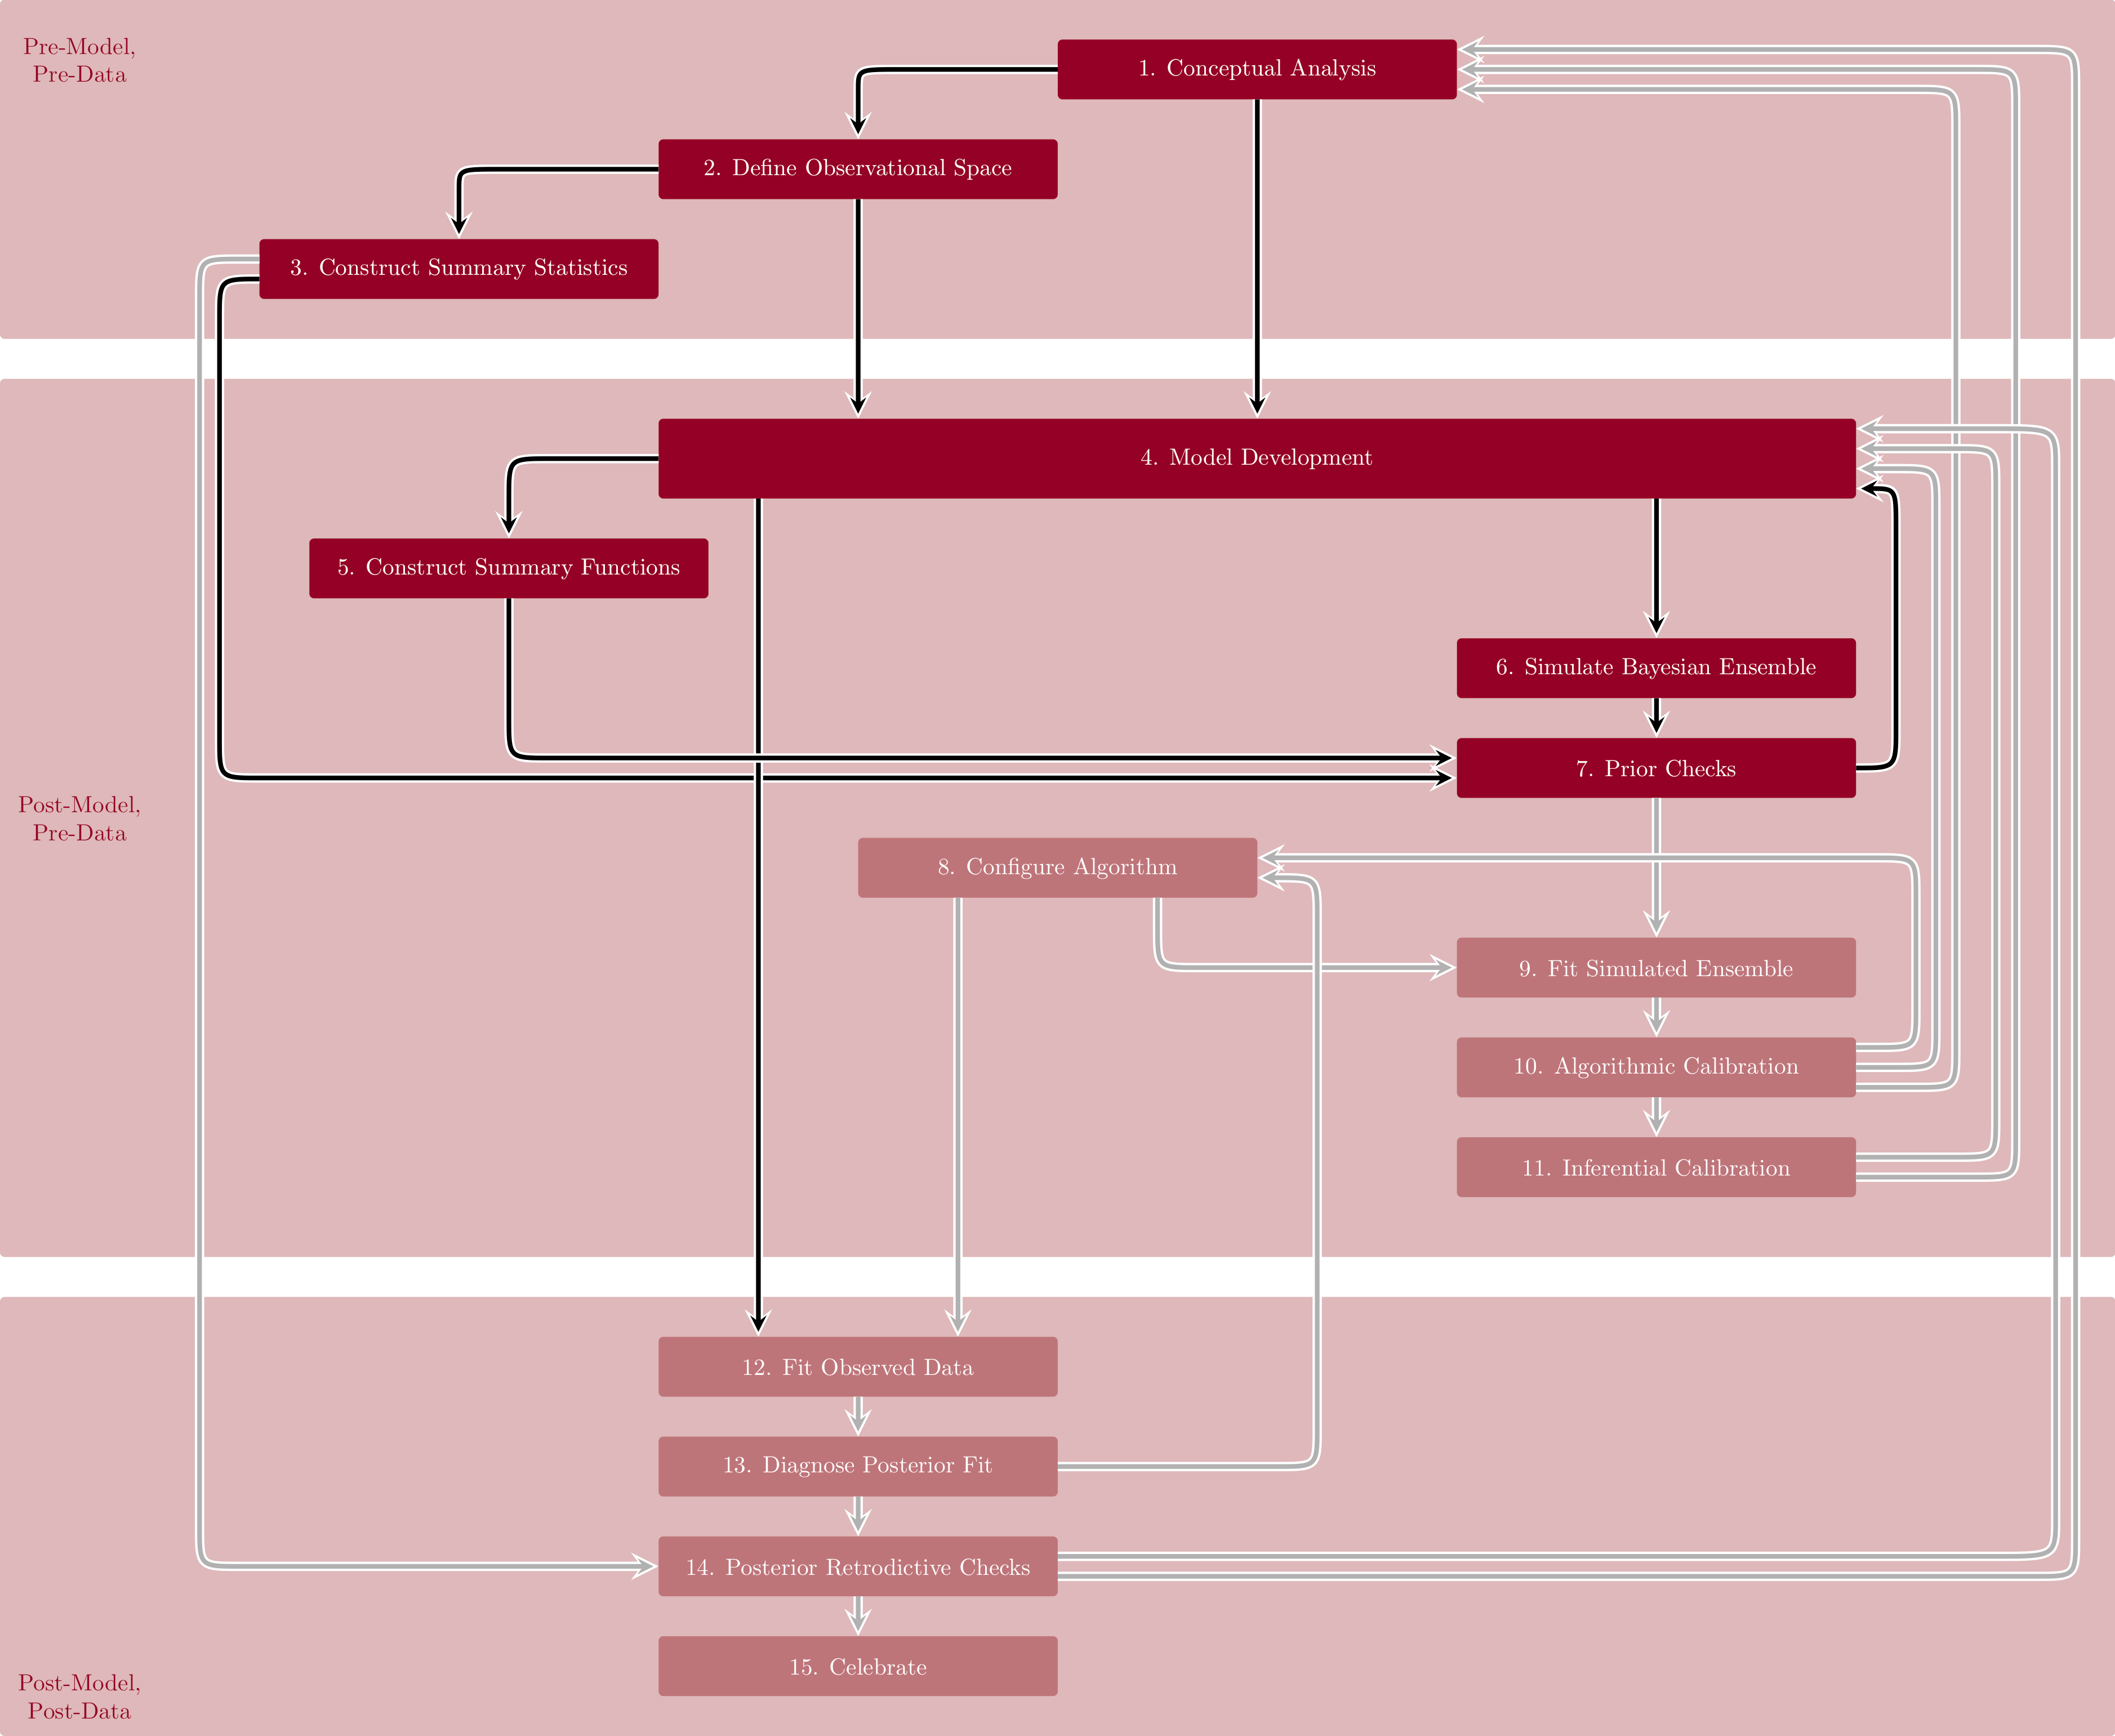 Pre-Model,
Pre-Data
1. Conceptual Analysis
2. Define Observational Space
3. Construct Summary Statistics
4. Model Development
5. Construct Summary Functions
6. Simulate Bayesian Ensemble
7. Prior Checks
Post-Model,
Pre-Data
8. Configure Algorithm
9. Fit Simulated Ensemble
10. Algorithmic Calibration
11. Inferential Calibration
12. Fit Observed Data
13. Diagnose Posterior Fit
14. Posterior Retrodictive Checks
15. Celebrate
Post-Model,
Post-Data